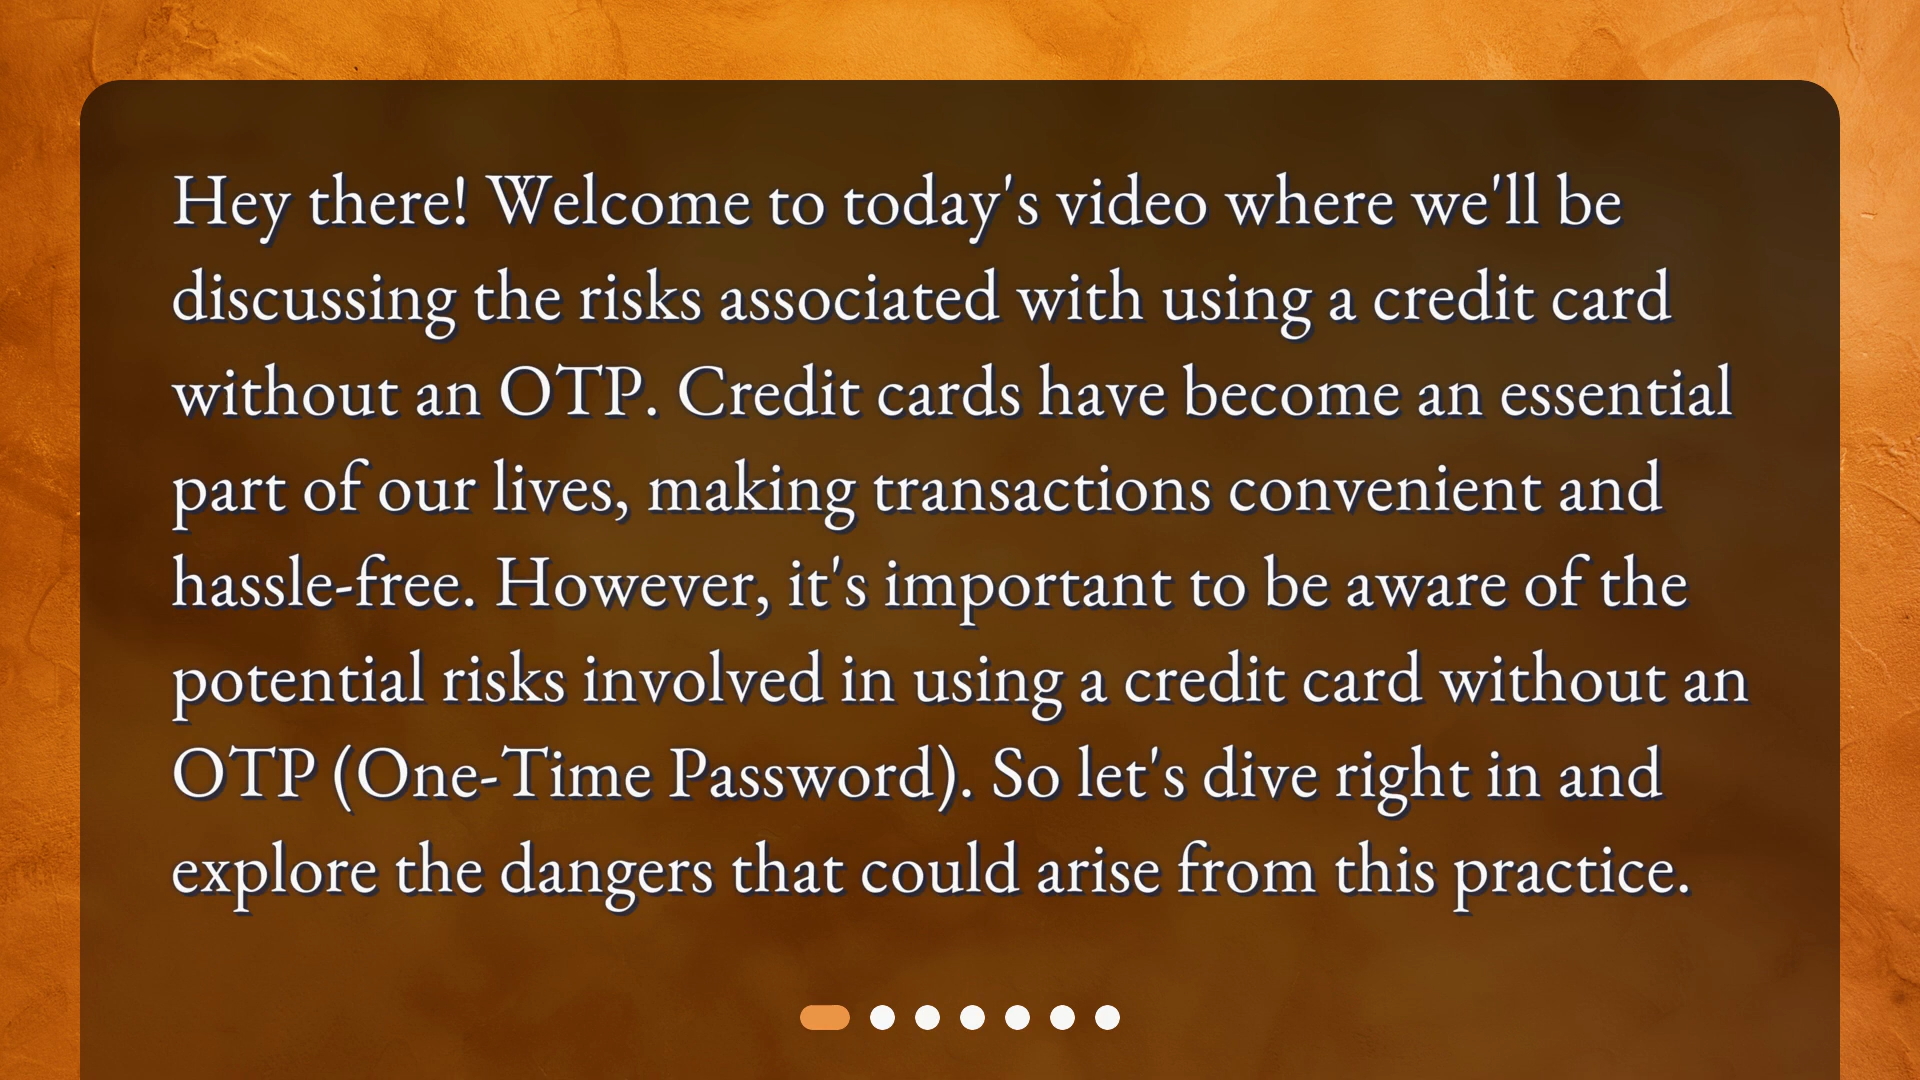 Hey there! Welcome to today's video where we'll be
discussing the risks associated with using a credit card
without an OTP. Credit cards have become an essential
part of our lives, making transactions convenient and
hassle-free. However, it's important to be aware of the
potential risks involved in using a credit card without an
OTP (One-Time Password). So let's dive right in and
explore the dangers that could arise from this practice.